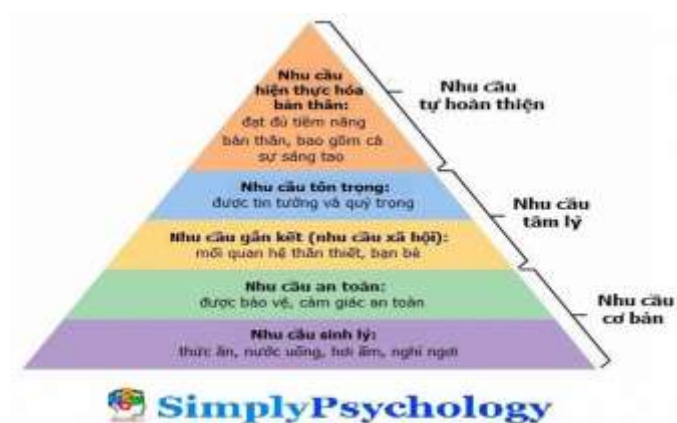 Nhu cầu
hiện thực hóa
bản thân:
đạt đủ tiềm năng
bản thân, bao gồm cả
sự sáng tạo
Nhu cầu
tự hoàn thiện
Nhu cầu tôn trọng:
được tin tưởng và quý trọng
Nhu cầu
tâm lý
Nhu cầu gắn kết (nhu cầu xã hội):
mối quan hệ thân thiết, bạn bè
Nhu cầu an toàn:
được bảo vệ, cảm giác an toàn
Nhu cầu
cơ bản
Nhu cầu sinh lý:
thức ăn, nước uống, hơi ấm, nghỉ ngơi
SimplyPsychology